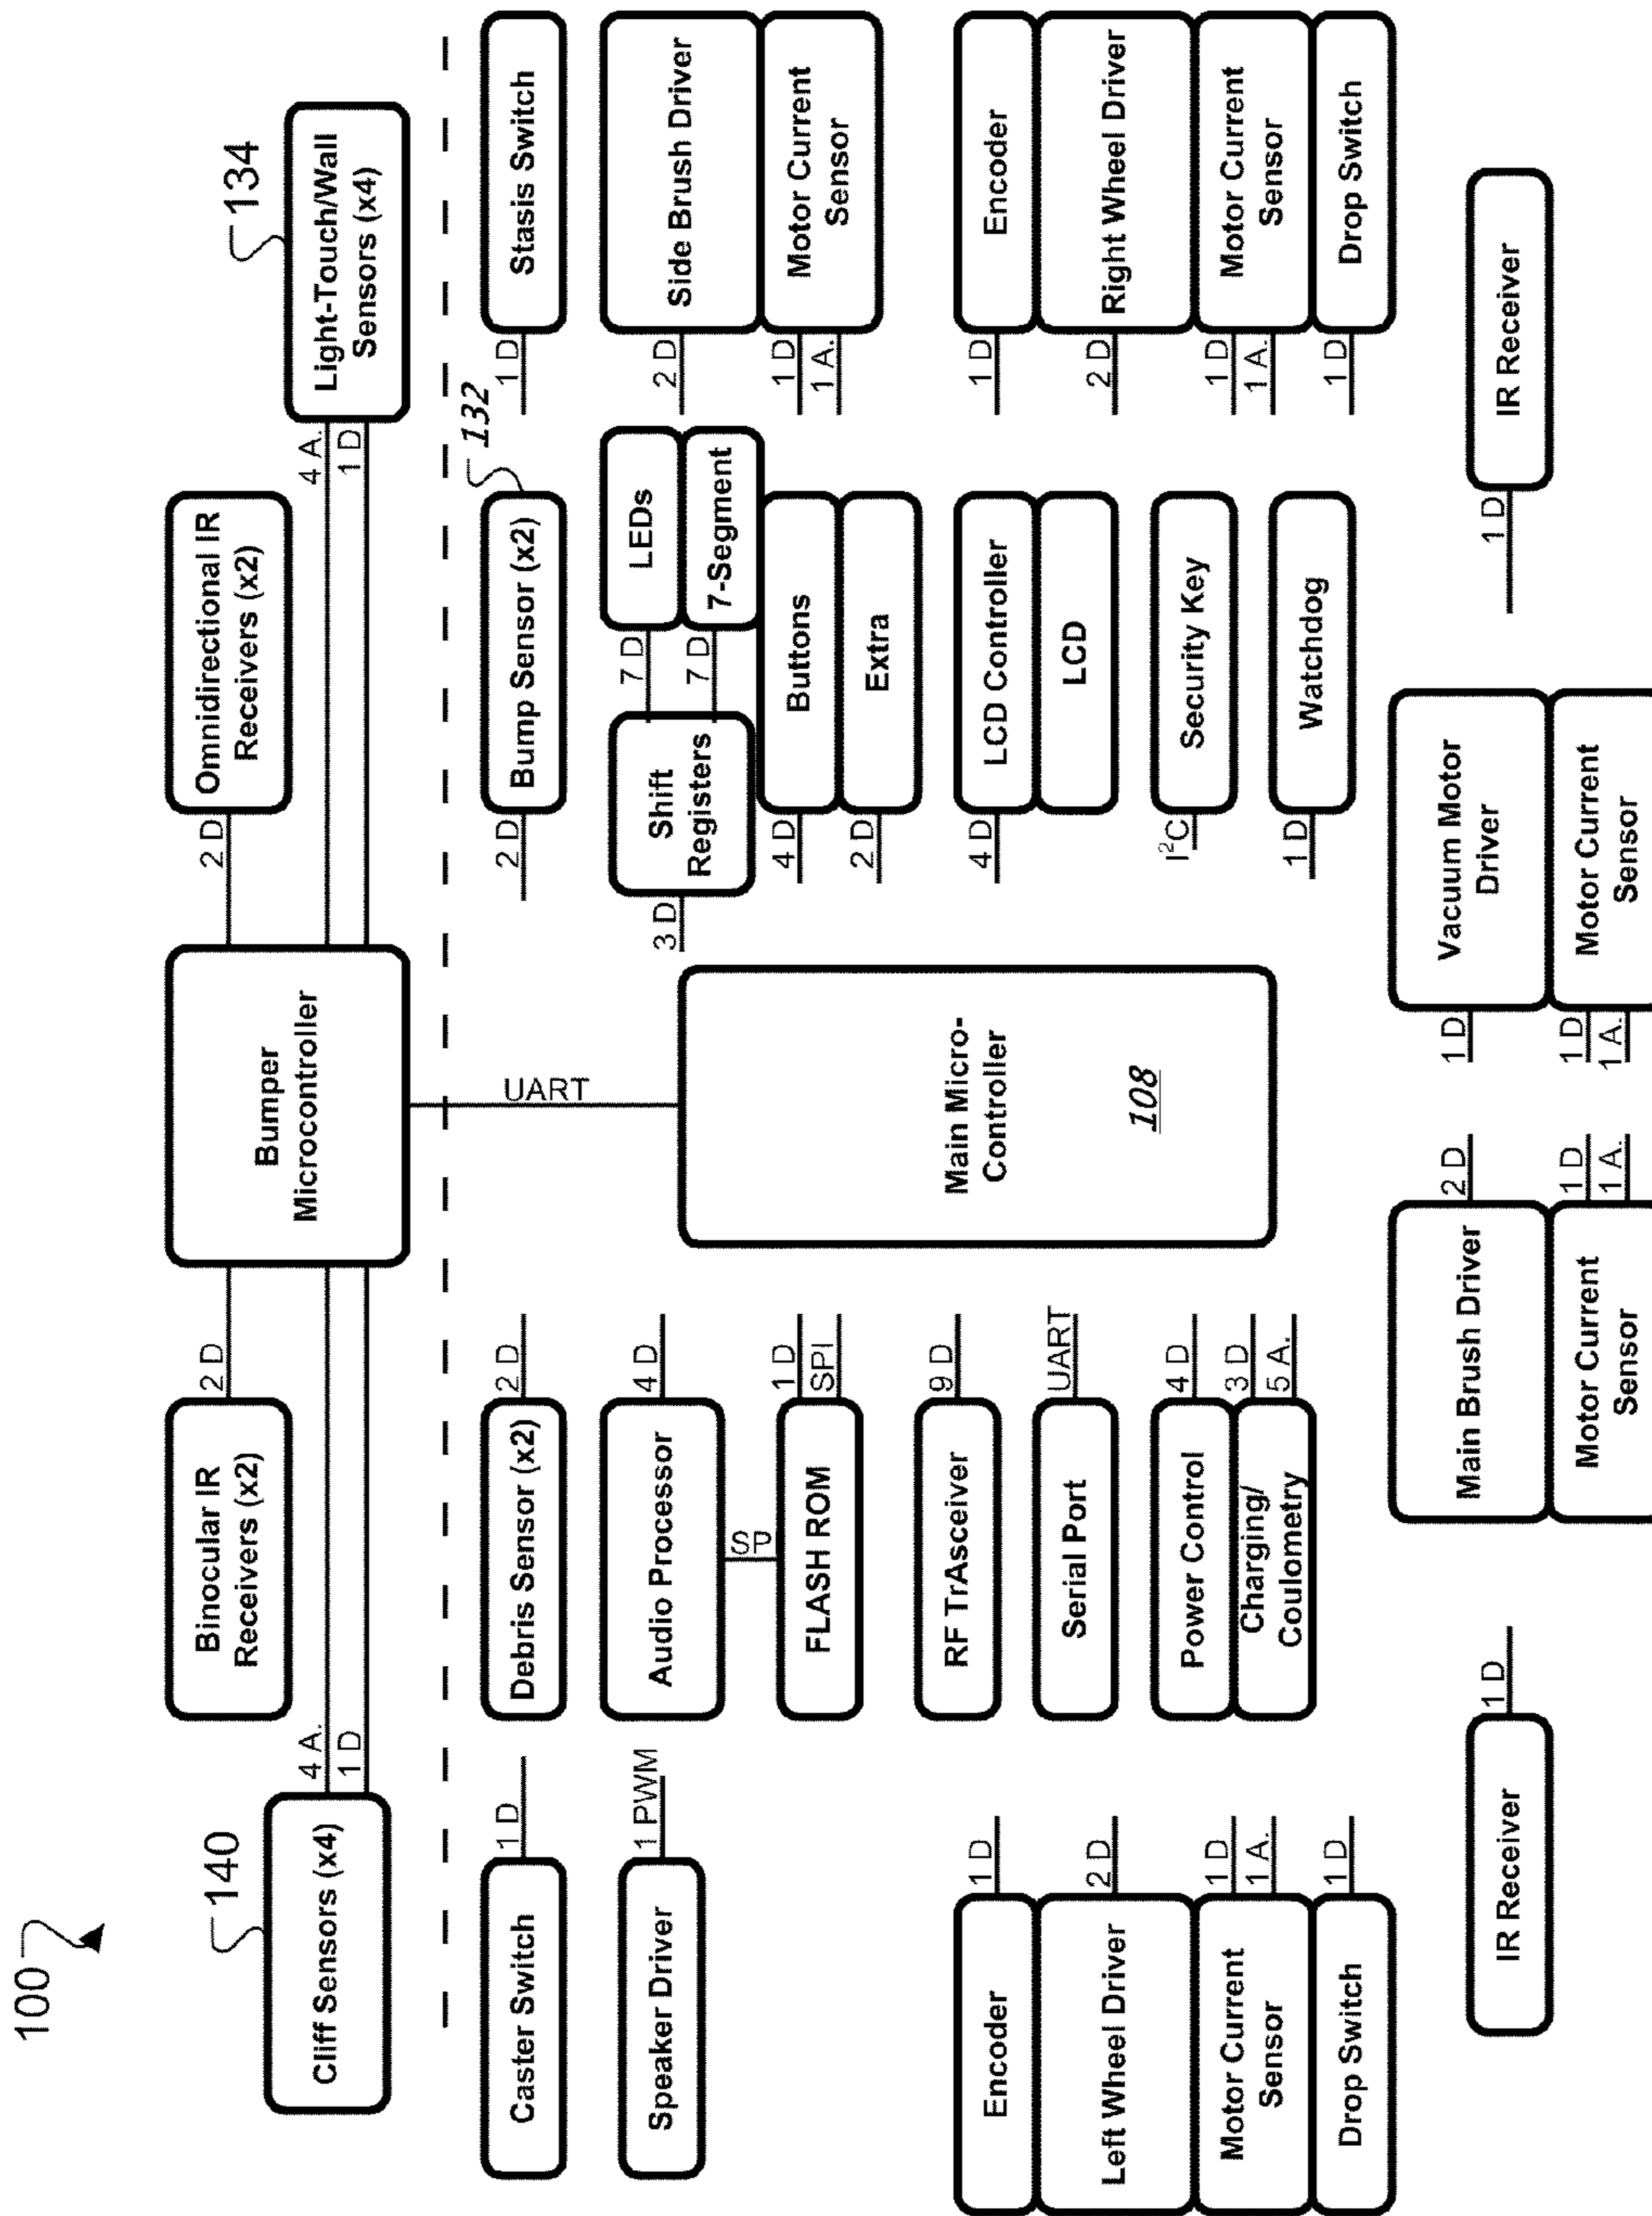 100
140
Cliff Sensors (x4)
4 A.
1 D
Binocular IR
Receivers (x2)
2 D
Bumper
Microcontroller
2 D
Omnidirectional IR
Receivers (x2)
4 A.
1 D
134
Light-Touch/Wall
Sensors (x4)
UART
Caster Switch
1 D
Speaker Driver
1 PWM
Debris Sensor (x2)
2 D
Audio Processor
4 D
SP
FLASH ROM
1 D
SPI
RF TrAsceiver
9 D
Serial Port
UART
Power Control
4 D
Charging/
Coulometry
3 D
5 A.
Main Micro-
Controller
108
132
2 D
Bump Sensor (x2)
3 D
Shift
Registers
7 D
LEDs
7 D
7-Segment
4 D
Buttons
2 D
Extra
4 D
LCD Controller
LCD
I²C
Security Key
1 D
Watchdog
1 D
Stasis Switch
2 D
Side Brush Driver
1 D
1 A.
Motor Current
Sensor
1 D
Encoder
2 D
Right Wheel Driver
1 D
1 A.
Motor Current
Sensor
1 D
Drop Switch
Encoder
1 D
Left Wheel Driver
2 D
Motor Current
Sensor
1 D
1 A.
Drop Switch
1 D
IR Receiver
1 D
Main Brush Driver
2 D
Motor Current
Sensor
1 D
1 A.
1 D
Vacuum Motor
Driver
1 D
1 A.
Motor Current
Sensor
1 D
IR Receiver